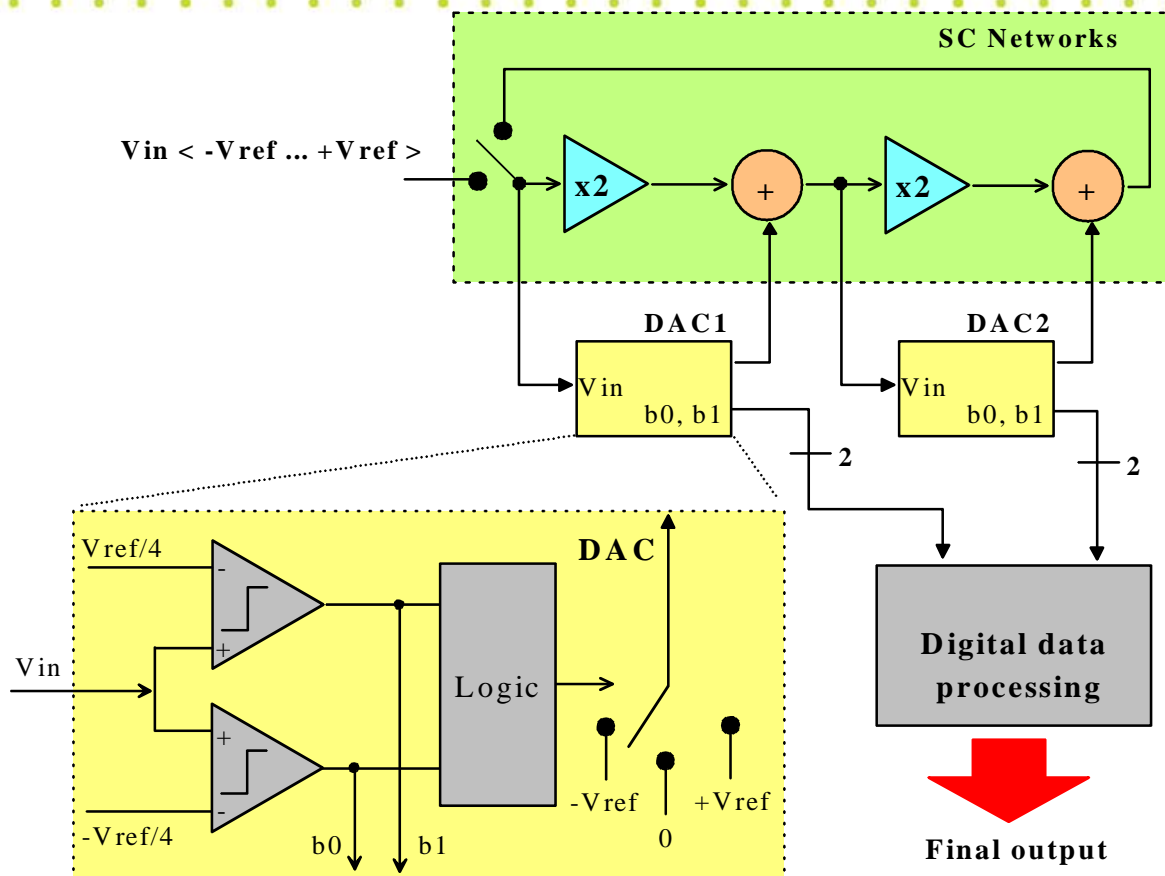 SC Networks
Vin < -Vref ... +Vref >
x2
+
x2
+
DAC1
DAC2
Vin
b0, b1
Vin
b0, b1
2
2
Vref/4
-
+
DAC
Vin
Logic
+
-
-Vref/4
-Vref
0
+Vref
b0
b1
Digital data
processing
Final output